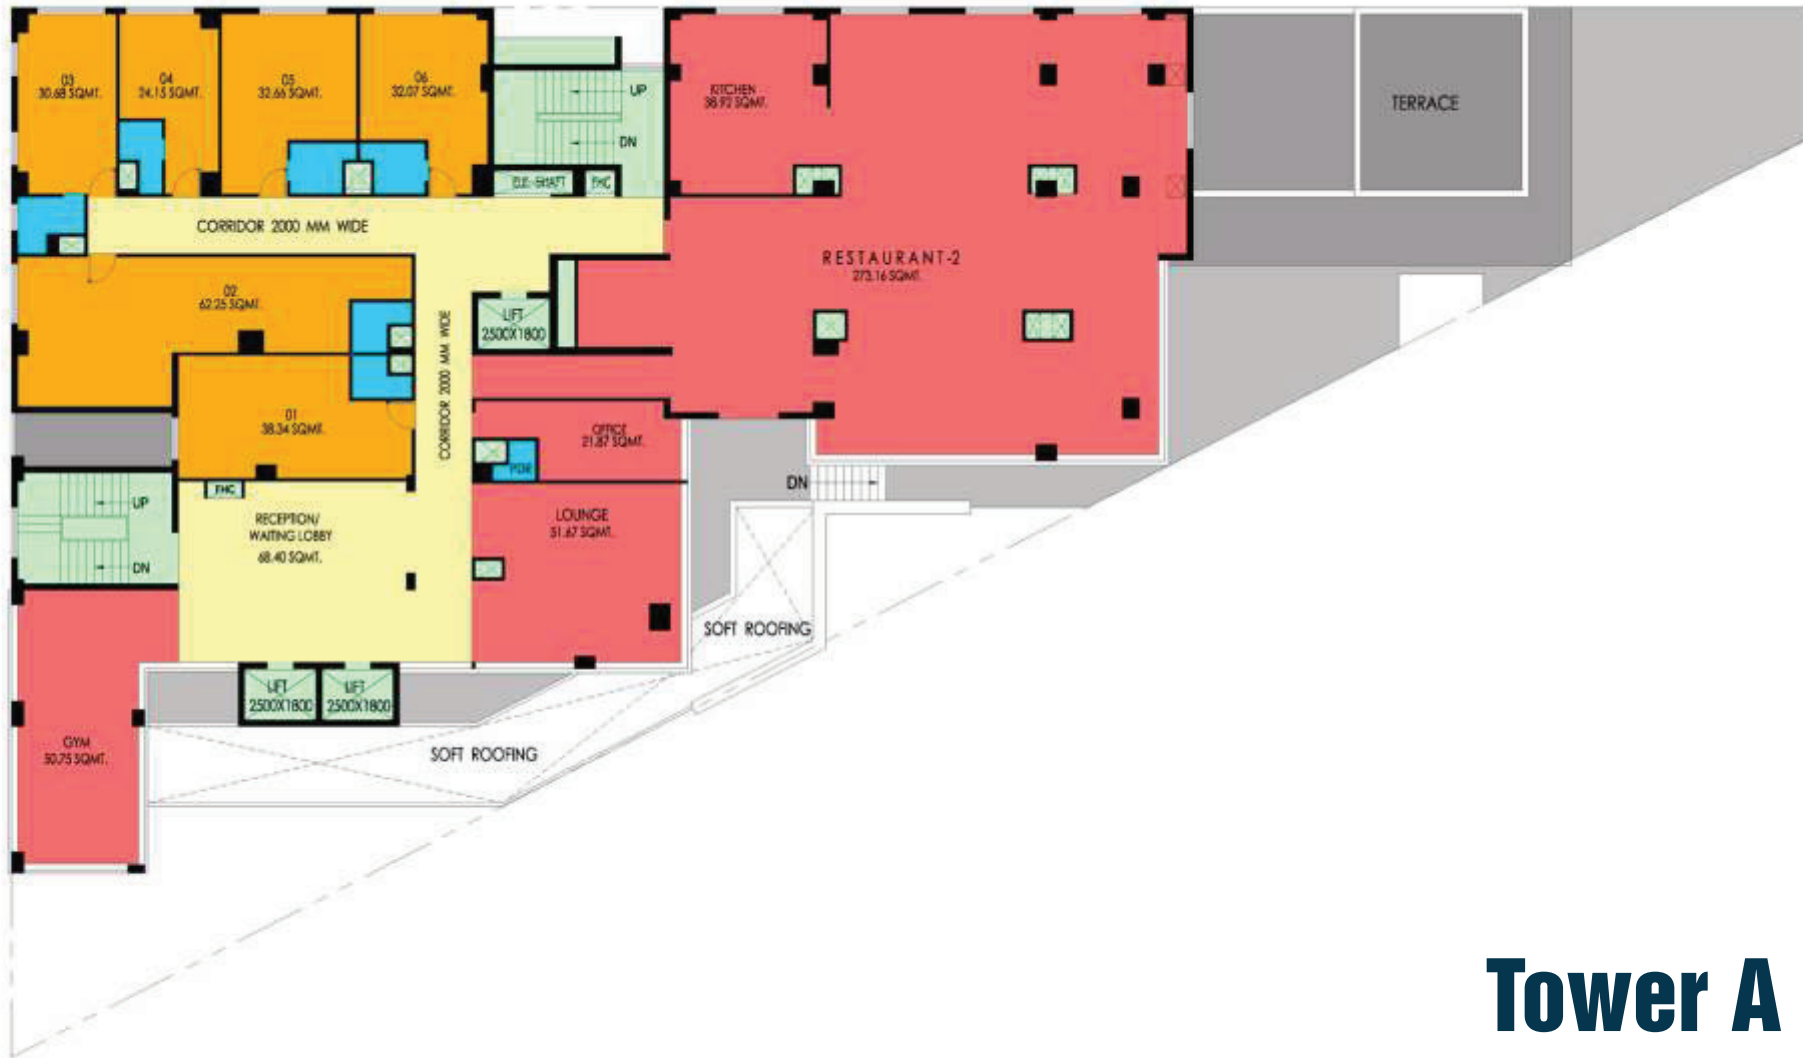 03
30.68 SQMT.
04
24.15 SQMT.
05
32.66 SQMT.
06
32.07 SQMT.
UP
DN
ELE.-SHAFT
FHC
KITCHEN
38.92 SQMT.
TERRACE
CORRIDOR 2000 MM WIDE
RESTAURANT-2
273.16 SQMT.
02
62.25 SQMT.
LIFT
2500X1800
CORRIDOR 2000 MM WIDE
01
38.34 SQMT.
OFFICE
21.87 SQMT.
PDR
FHC
UP
DN
RECEPTION/
WAITING LOBBY
68.40 SQMT.
LOUNGE
51.67 SQMT.
DN
SOFT ROOFING
LIFT
2500X1800
LIFT
2500X1800
GYM
50.75 SQMT.
SOFT ROOFING
Tower A